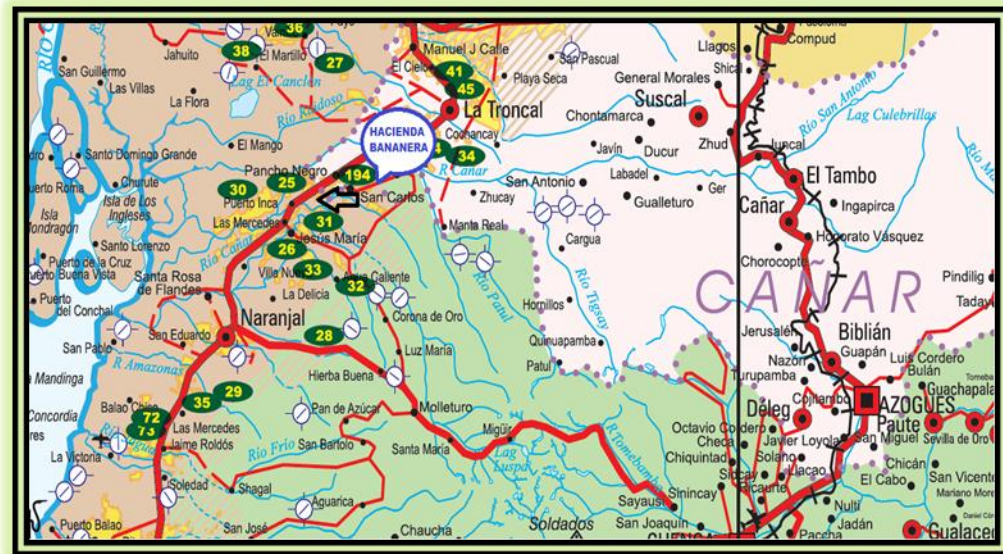 36
38
Jahuito
El Martillo
27
San Guillermo
Las Villas
Lag El Canclón
La Flora
Río Ruidoso
El Mango
Santo Domingo Grande
Churute
Puerto Roma
Isla de Los
Ingleses
Isla
Mondragón
Santo Lorenzo
Puerto de la Cruz
Puerto Buena Vista
Puerto
del Conchal
Santa Rosa
de Flandes
Manuel J Calle
El Cielo
41
45
La Troncal
Playa Seca
San Pascual
HACIENDA
BANANERA
Cochancay
34
R Cañar
Pancho Negro
194
25
30
Puerto Inca
San Carlos
31
Las Mercedes
Jesús María
26
Río Cañar
33
32
La Delicia
Corona de Oro
Zhucay
Manta Real
Río Patul
Naranjal
San Eduardo
28
Luz María
San Pablo
R Amazonas
Hierba Buena
29
35
72
73
Las Mercedes
Jaime Roldós
La Victoria
Soledad
Shagal
Río Frío
Pan de Azúcar
San Bartolo
Aguarica
San José
Puerto Balao
Chaucha
Molleturo
Santa María
Migüir
Lag
Luspa
Soldados
R Tomebamba
Sayausí
San Joaquín
Sinincay
CUENCA
Llagos
Compud
Shical
General Morales
Suscal
Chontamarca
Javín
Ducur
Zhud
Juncal
Río San Antonio
Lag Culebrillas
San Antonio
Labadel
Ger
Gualleturo
El Tambo
Cañar
Ingapirca
Honorato Vásquez
Cargua
Chorocopte
Río Tigsay
Hornillos
Quinuapamba
Patul
CAÑAR
Pindilig
Taday
Jerusalén
Biblián
Nazón
Guapán
Turupamba
Luis Cordero
Bulán
Guachapala
Cojitambo
AZOGUES
Déleg
Paute
Octavio Cordero
Checa
Javier Loyola
San Miguel
Sevilla de Oro
Chiquintad
Solano
Llacao
Chicán
Sidcay
Ricaurte
El Cabo
San Vicente
Mariano More
Nulti
Jadán
Paccha
Gualaceo